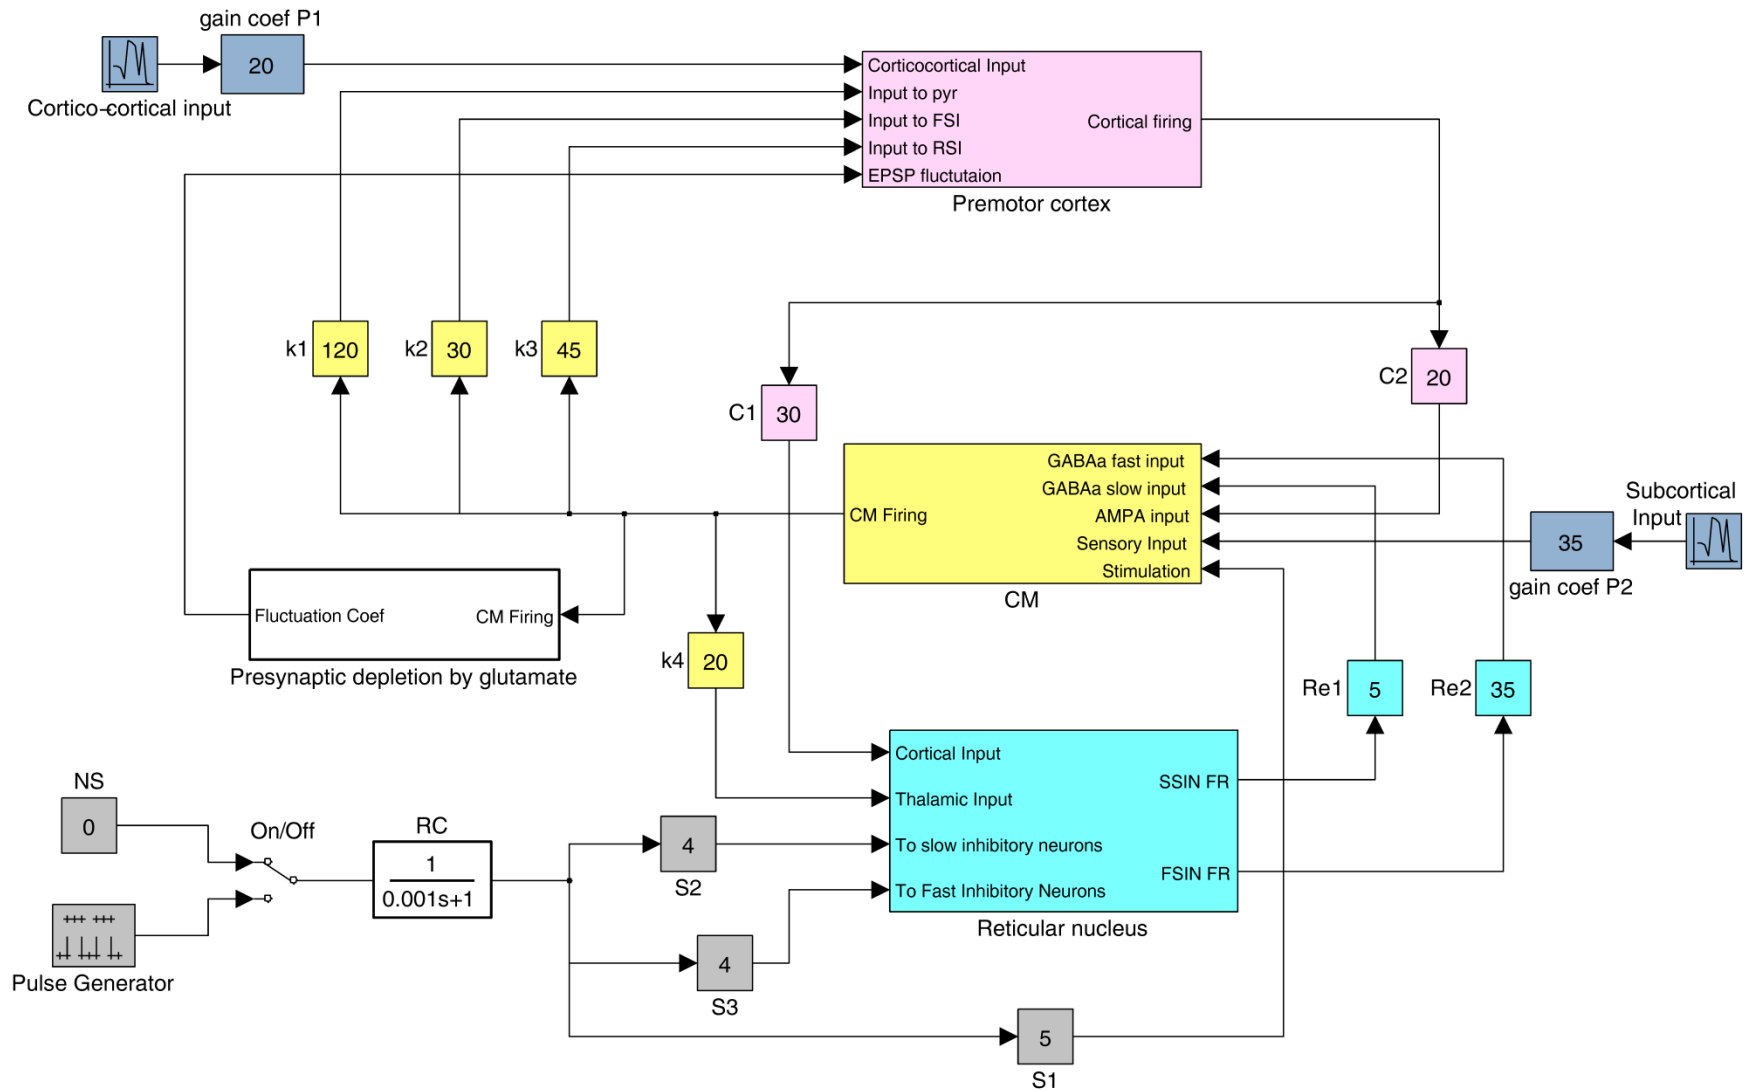 gain coef P1
20
Cortico-cortical input
Corticocortical Input
Input to pyr
Input to FSI
Input to RSI
EPSP fluctutaion
Cortical firing
Premotor cortex
k1
120
k2
30
k3
45
C1
30
C2
20
GABAa fast input
GABAa slow input
AMPA input
Sensory Input
Stimulation
CM Firing
CM
Subcortical
Input
35
gain coef P2
Fluctuation Coef
CM Firing
Presynaptic depletion by glutamate
k4
20
Re1
5
Re2
35
Cortical Input
Thalamic Input
To slow inhibitory neurons
To Fast Inhibitory Neurons
SSIN FR
FSIN FR
Reticular nucleus
NS
0
On/Off
RC
1
0.001s+1
Pulse Generator
4
S2
4
S3
5
S1